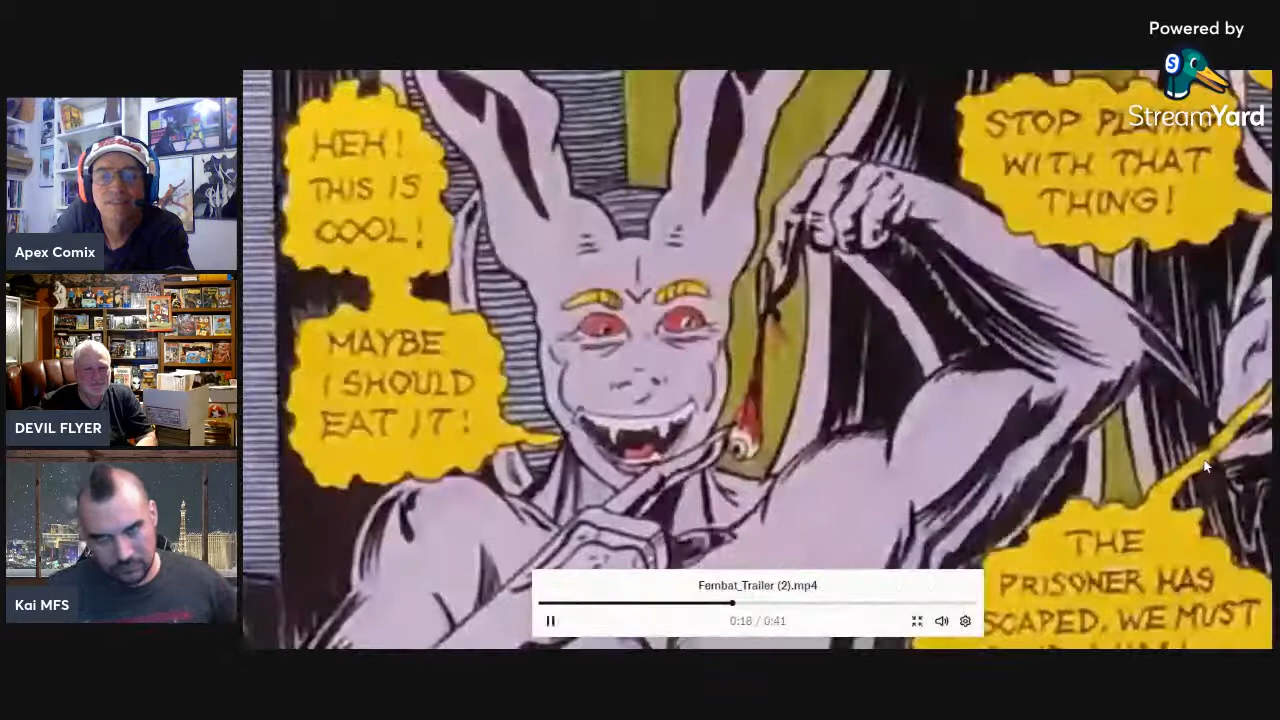 Powered by
StreamYard
HEH!
THIS IS
COOL!
MAYBE
I SHOULD
EAT IT!
STOP
WITH THAT
THING!
THE
PRISONER HAS
SCAPED. WE MUST
Apex Comix
DEVIL FLYER
Kai MFS
Fembat_Trailer (2).mp4
0:18 / 0:41